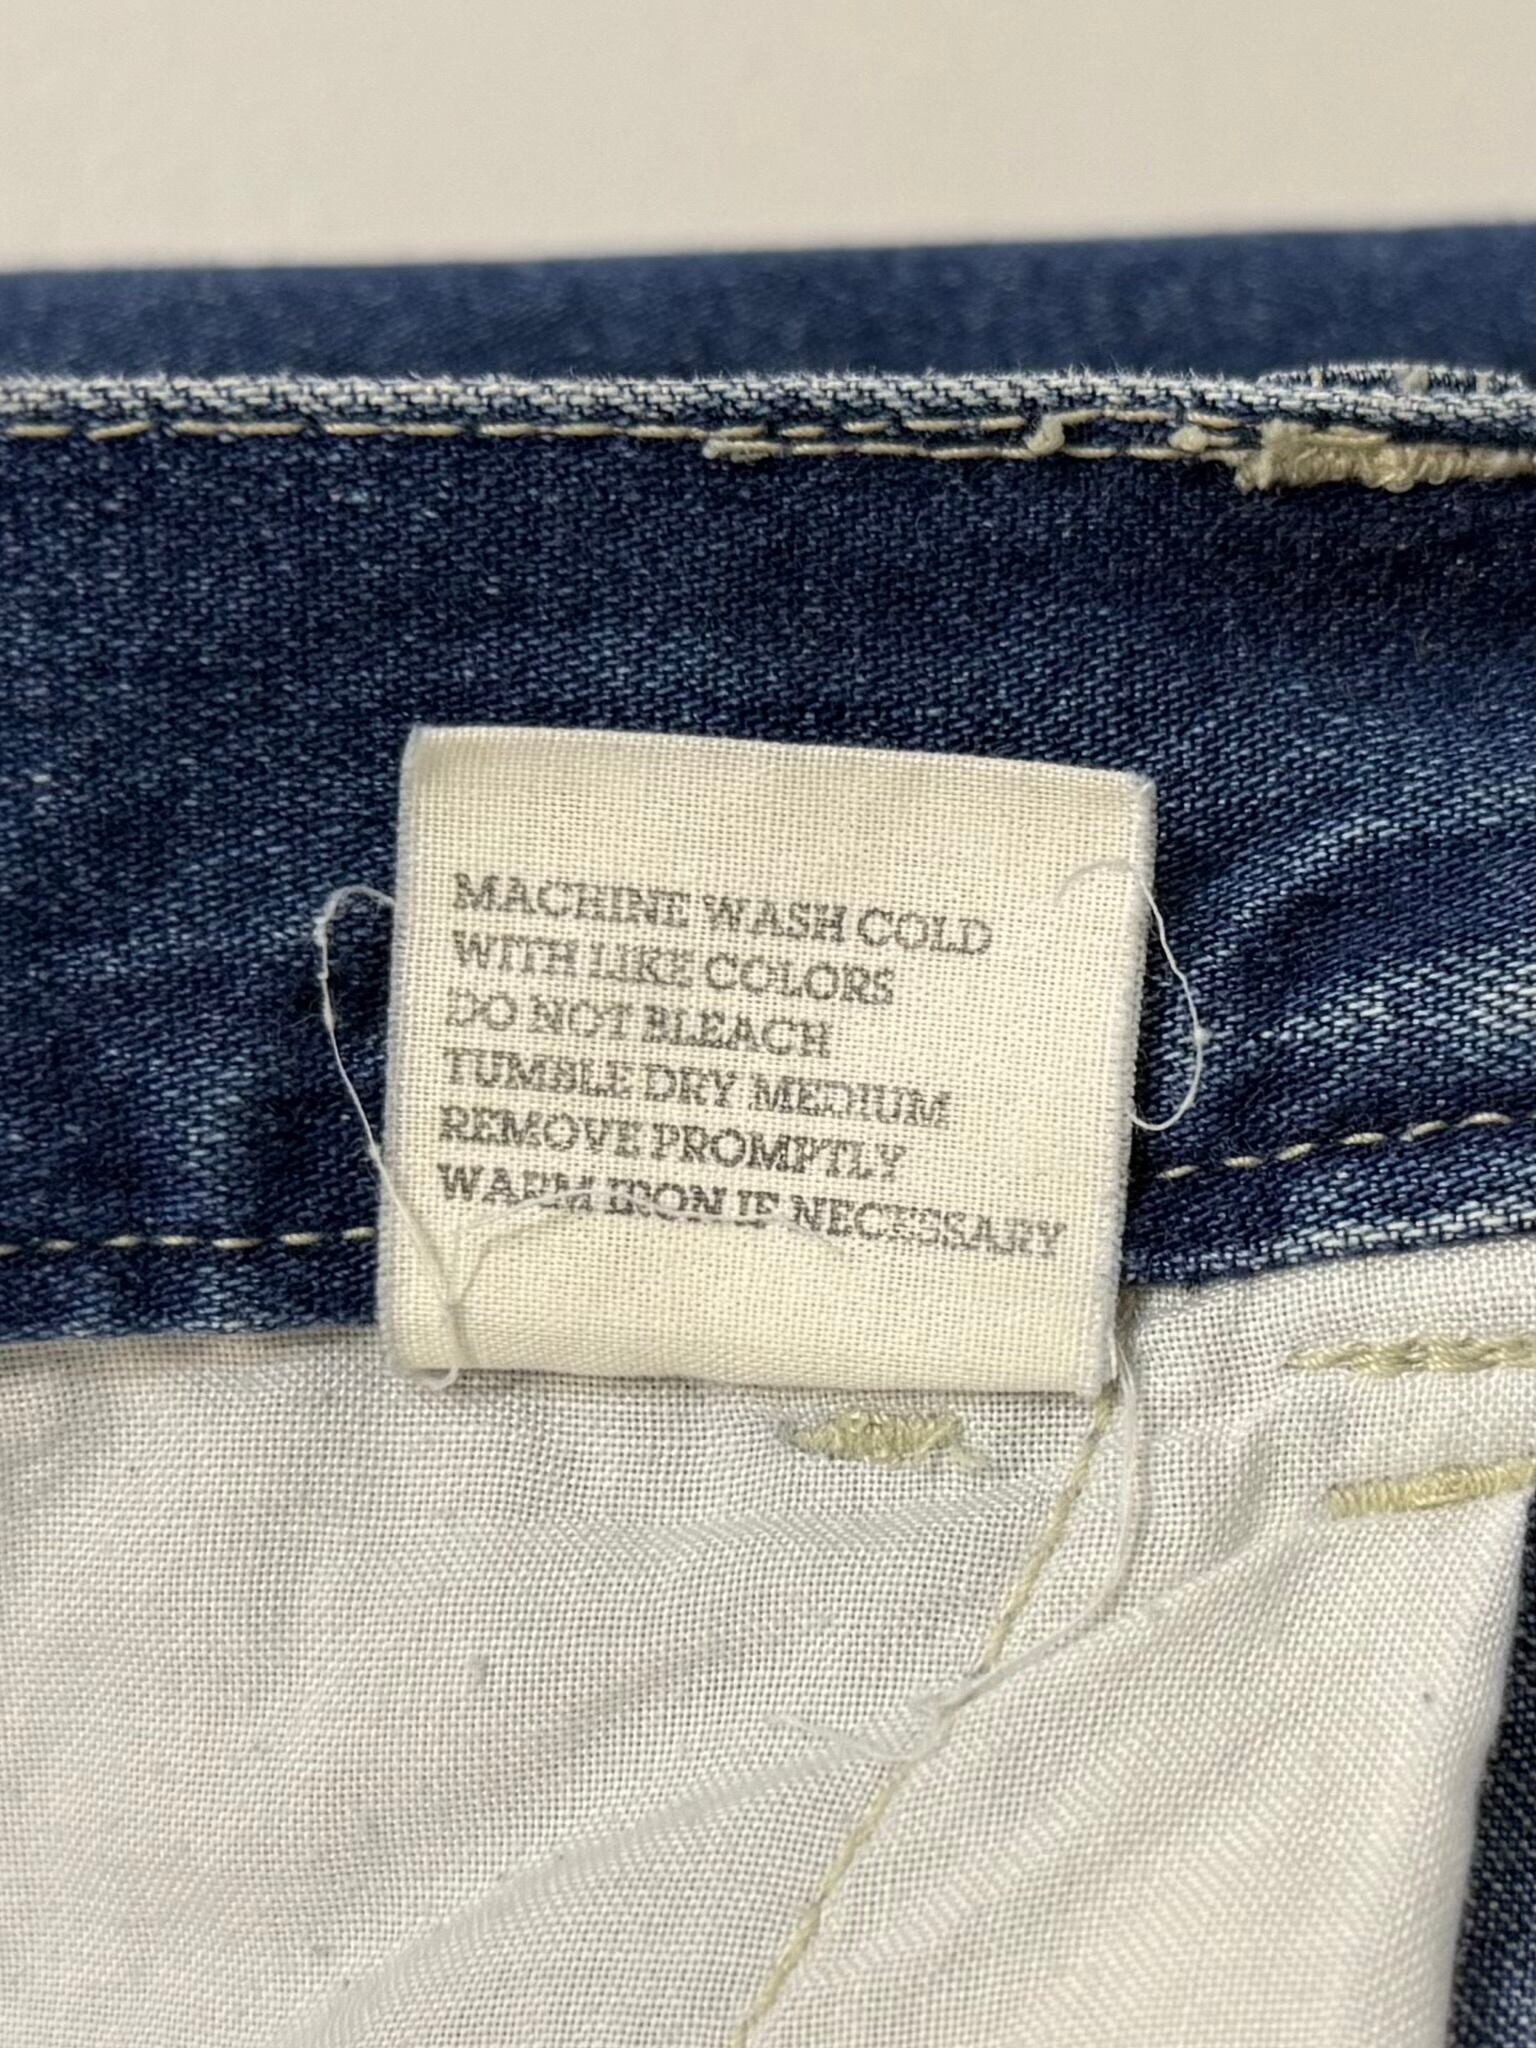 MACHINE WASH COLD
WITH LIKE COLORS
DO NOT BLEACH
TUMBLE DRY MEDIUM
REMOVE PROMPTLY
WARM IRON IF NECESSARY